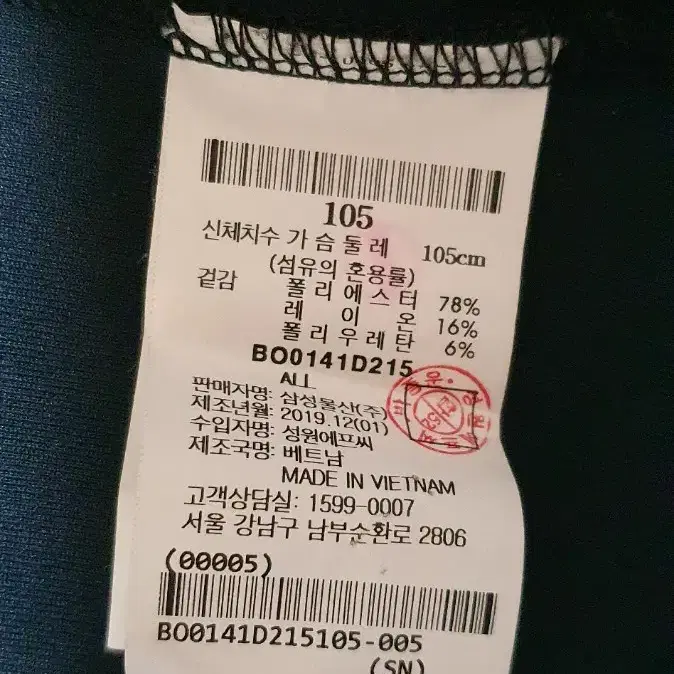 105
신체치수 가슴둘레 105cm
(섬유의 혼용률)
겉감 폴리에스터 78%
레이온 16%
폴리우레탄 6%
BO0141D215
ALL
판매자명: 삼성물산(주)
제조년월: 2019.12(01)
수입자명: 성원에프씨
제조국명: 베트남
MADE IN VIETNAM
고객상담실: 1599-0007
서울 강남구 남부순환로 2806
(00005)
BO0141D215105-005
(SN)